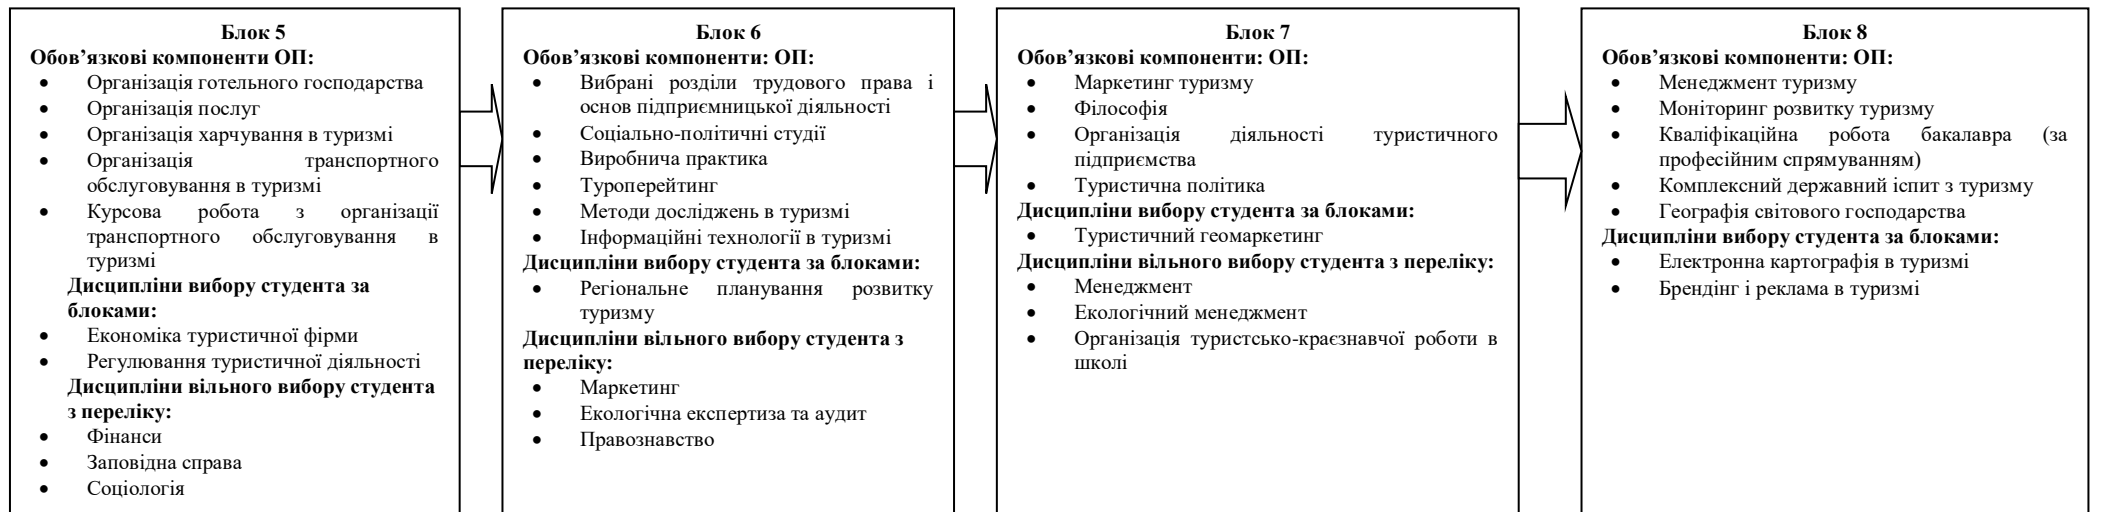 Блок 5
Обов’язкові компоненти ОП:
• Організація готельного господарства
• Організація послуг
• Організація харчування в туризмі
• Організація транспортного
обслуговування в туризмі
• Курсова робота з організації
транспортного обслуговування в
туризмі
Дисципліни вибору студента за
блоками:
• Економіка туристичної фірми
• Регулювання туристичної діяльності
Дисципліни вільного вибору студента
з переліку:
• Фінанси
• Заповідна справа
• Соціологія
Блок 6
Обов’язкові компоненти: ОП:
• Вибрані розділи трудового права і
основ підприємницької діяльності
• Соціально-політичні студії
• Виробнича практика
• Туроперейтинг
• Методи досліджень в туризмі
• Інформаційні технології в туризмі
Дисципліни вибору студента за блоками:
• Регіональне планування розвитку
туризму
Дисципліни вільного вибору студента з
переліку:
• Маркетинг
• Екологічна експертиза та аудит
• Правознавство
Блок 7
Обов’язкові компоненти: ОП:
• Маркетинг туризму
• Філософія
• Організація діяльності туристичного
підприємства
• Туристична політика
Дисципліни вибору студента за блоками:
• Туристичний геомаркетинг
Дисципліни вільного вибору студента з переліку:
• Менеджмент
• Екологічний менеджмент
• Організація туристсько-краєзнавчої роботи в
школі
Блок 8
Обов’язкові компоненти: ОП:
• Менеджмент туризму
• Моніторинг розвитку туризму
• Кваліфікаційна робота бакалавра (за
професійним спрямуванням)
• Комплексний державний іспит з туризму
• Географія світового господарства
Дисципліни вибору студента за блоками:
• Електронна картографія в туризмі
• Брендінг і реклама в туризмі